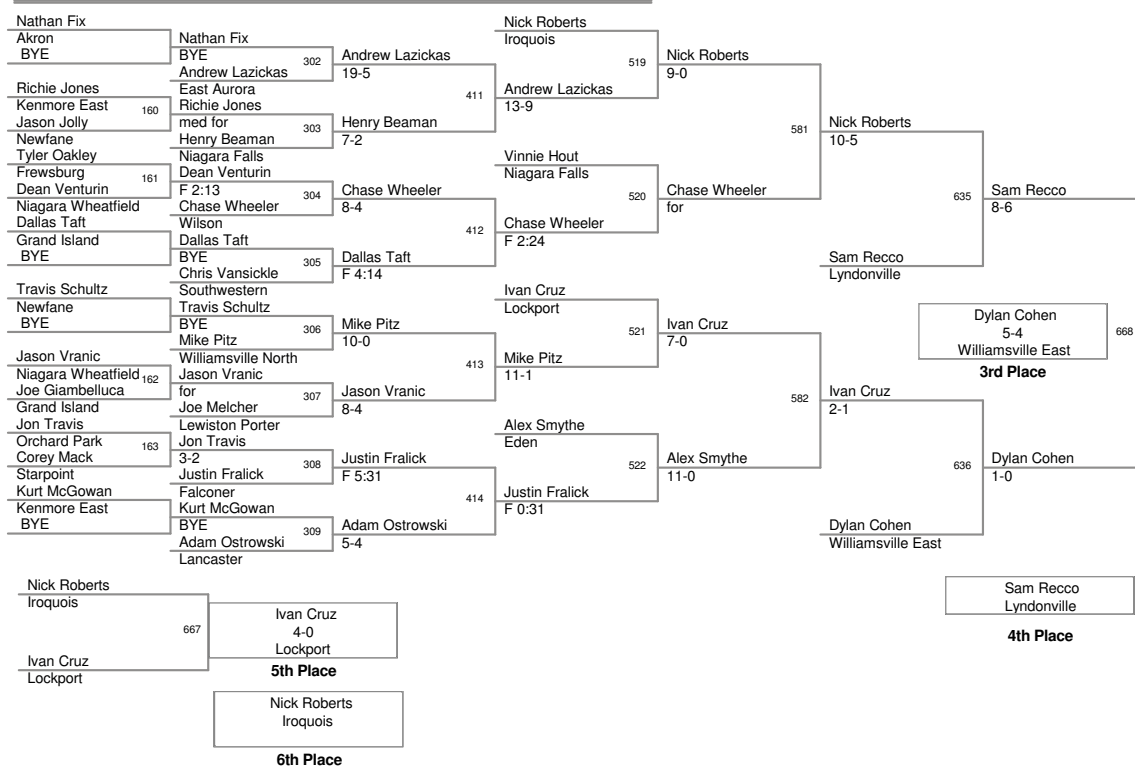 Nathan Fix
Akron
BYE
Richie Jones
Kenmore East
160
Jason Jolly
Newfane
Tyler Oakley
Frewsburg
161
Dean Venturin
Niagara Wheatfield
Dallas Taft
Grand Island
BYE
Travis Schultz
Newfane
BYE
Jason Vranic
Niagara Wheatfield
162
Joe Giambelluca
Grand Island
Jon Travis
Orchard Park
163
Corey Mack
Starpoint
Kurt McGowan
Kenmore East
BYE
Nathan Fix
BYE
302
Andrew Lazickas
East Aurora
Richie Jones
med for
303
Henry Beaman
Niagara Falls
Dean Venturin
F 2:13
304
Chase Wheeler
Wilson
Dallas Taft
BYE
305
Chris Vansickle
Southwestern
Travis Schultz
BYE
306
Mike Pitz
Williamsville North
Jason Vranic
for
307
Joe Melcher
Lewiston Porter
Jon Travis
3-2
308
Justin Fralick
Falconer
Kurt McGowan
BYE
309
Adam Ostrowski
Lancaster
Andrew Lazickas
19-5
411
Henry Beaman
7-2
Chase Wheeler
8-4
412
Dallas Taft
F 4:14
Mike Pitz
10-0
413
Jason Vranic
8-4
Justin Fralick
F 5:31
414
Adam Ostrowski
5-4
Nick Roberts
Iroquois
519
Andrew Lazickas
13-9
Vinnie Hout
Niagara Falls
520
Chase Wheeler
F 2:24
Ivan Cruz
Lockport
521
Mike Pitz
11-1
Alex Smythe
Eden
522
Justin Fralick
F 0:31
Nick Roberts
9-0
581
Chase Wheeler
for
Ivan Cruz
7-0
582
Alex Smythe
11-0
Nick Roberts
10-5
635
Sam Recco
Lyndonville
Ivan Cruz
2-1
636
Dylan Cohen
Williamsville East
Sam Recco
8-6
Dylan Cohen
5-4
Williamsville East
668
3rd Place
Dylan Cohen
1-0
Sam Recco
Lyndonville
4th Place
Nick Roberts
Iroquois
667
Ivan Cruz
Lockport
Ivan Cruz
4-0
Lockport
5th Place
Nick Roberts
Iroquois
6th Place